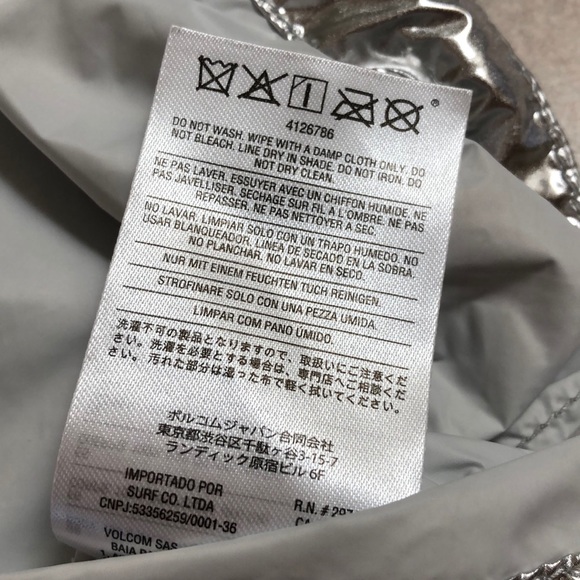 ®
4126786
DO NOT WASH. WIPE WITH A DAMP CLOTH ONLY. DO
NOT BLEACH. LINE DRY IN SHADE. DO NOT IRON. DO
NOT DRY CLEAN.
NE PAS LAVER. ESSUYER AVEC UN CHIFFON HUMIDE. NE
PAS JAVELLISER. SECHAGE SUR FIL A L'OMBRE. NE PAS
REPASSER. NE PAS NETTOYER A SEC.
NO LAVAR. LIMPIAR SOLO CON UN TRAPO HUMEDO. NO
USAR BLANQUEADOR. LINEA DE SECADO EN LA SOBRA.
NO PLANCHAR. NO LAVAR EN SECO.
NUR MIT EINEM FEUCHTEN TUCH REINIGEN.
STROFINARE SOLO CON UNA PEZZA UMIDA.
LIMPAR COM PANO ÚMIDO.
洗濯不可の製品となりますので、取扱いにご注意くださ
い。洗濯を必要とする場合は、専門店へご相談くださ
い。汚れた部分は湿った布で軽く拭いてください。
ボルコムジャパン合同会社
東京都渋谷区千駄ヶ谷3-15-7
ランディック原宿ビル 6F
IMPORTADO POR
SURF CO. LTDA
CNPJ:53356259/0001-36
R.N. # 297
CA
VOLCOM SAS
BAIA